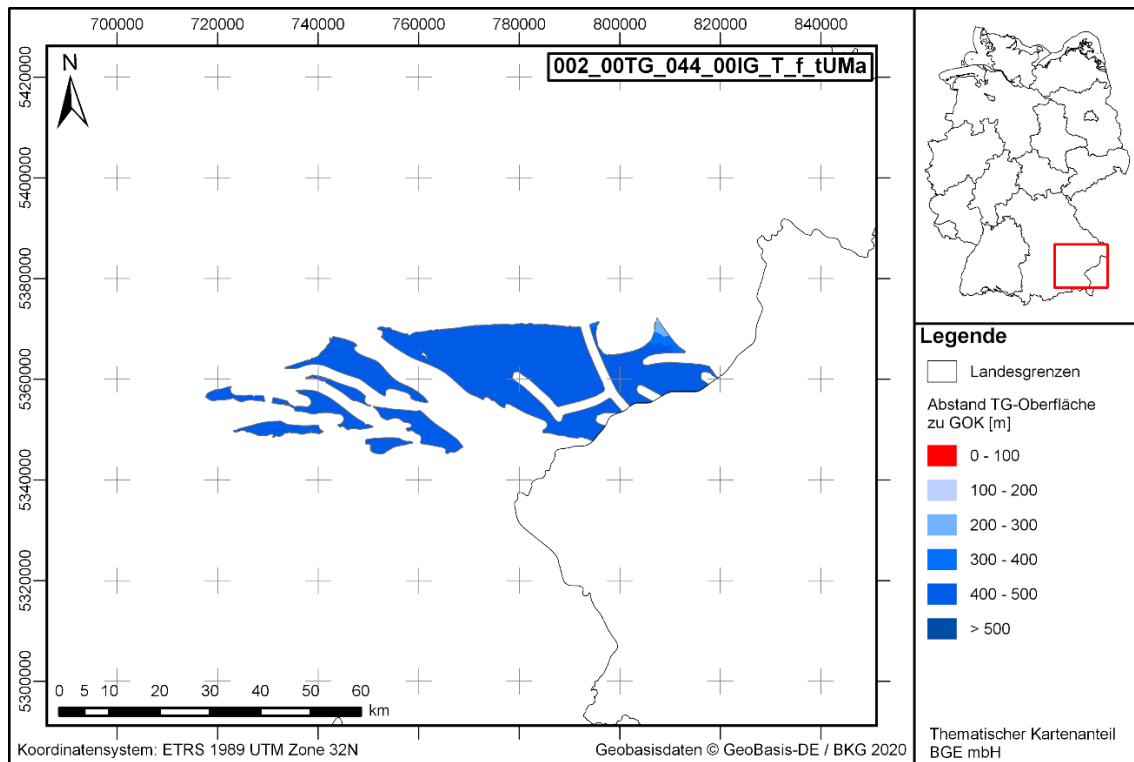 700000 720000 740000 760000 780000 800000 820000 840000
002_00TG_044_00IG_T_f_tUMa
N
5420000
5400000
5380000
5360000
5340000
5320000
5300000
0 5 10 20 30 40 50 60
km
Koordinatensystem: ETRS 1989 UTM Zone 32N
Geobasisdaten © GeoBasis-DE / BKG 2020
Legende
Landesgrenzen
Abstand TG-Oberfläche
zu GOK [m]
0 - 100
100 - 200
200 - 300
300 - 400
400 - 500
> 500
Thematischer Kartenanteil
BGE mbH